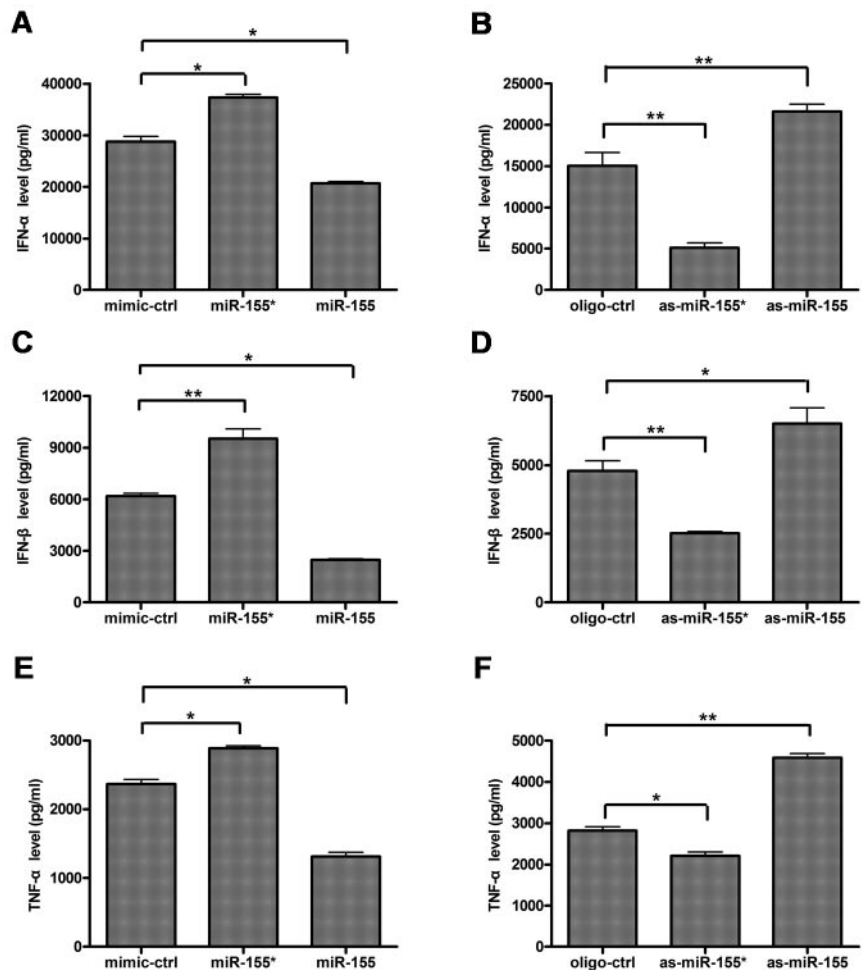 A
*
*
IFN-α level (pg/ml)
40000
30000
20000
10000
0
mimic-ctrl miR-155* miR-155
B
**
**
IFN-α level (pg/ml)
25000
20000
15000
10000
5000
0
oligo-ctrl as-miR-155* as-miR-155
C
*
**
IFN-β level (pg/ml)
12000
9000
6000
3000
0
mimic-ctrl miR-155* miR-155
D
*
**
IFN-β level (pg/ml)
7500
5000
2500
0
oligo-ctrl as-miR-155* as-miR-155
E
*
*
TNF-α level (pg/ml)
3000
2000
1000
0
mimic-ctrl miR-155* miR-155
F
**
*
TNF-α level (pg/ml)
5000
4000
3000
2000
1000
0
oligo-ctrl as-miR-155* as-miR-155